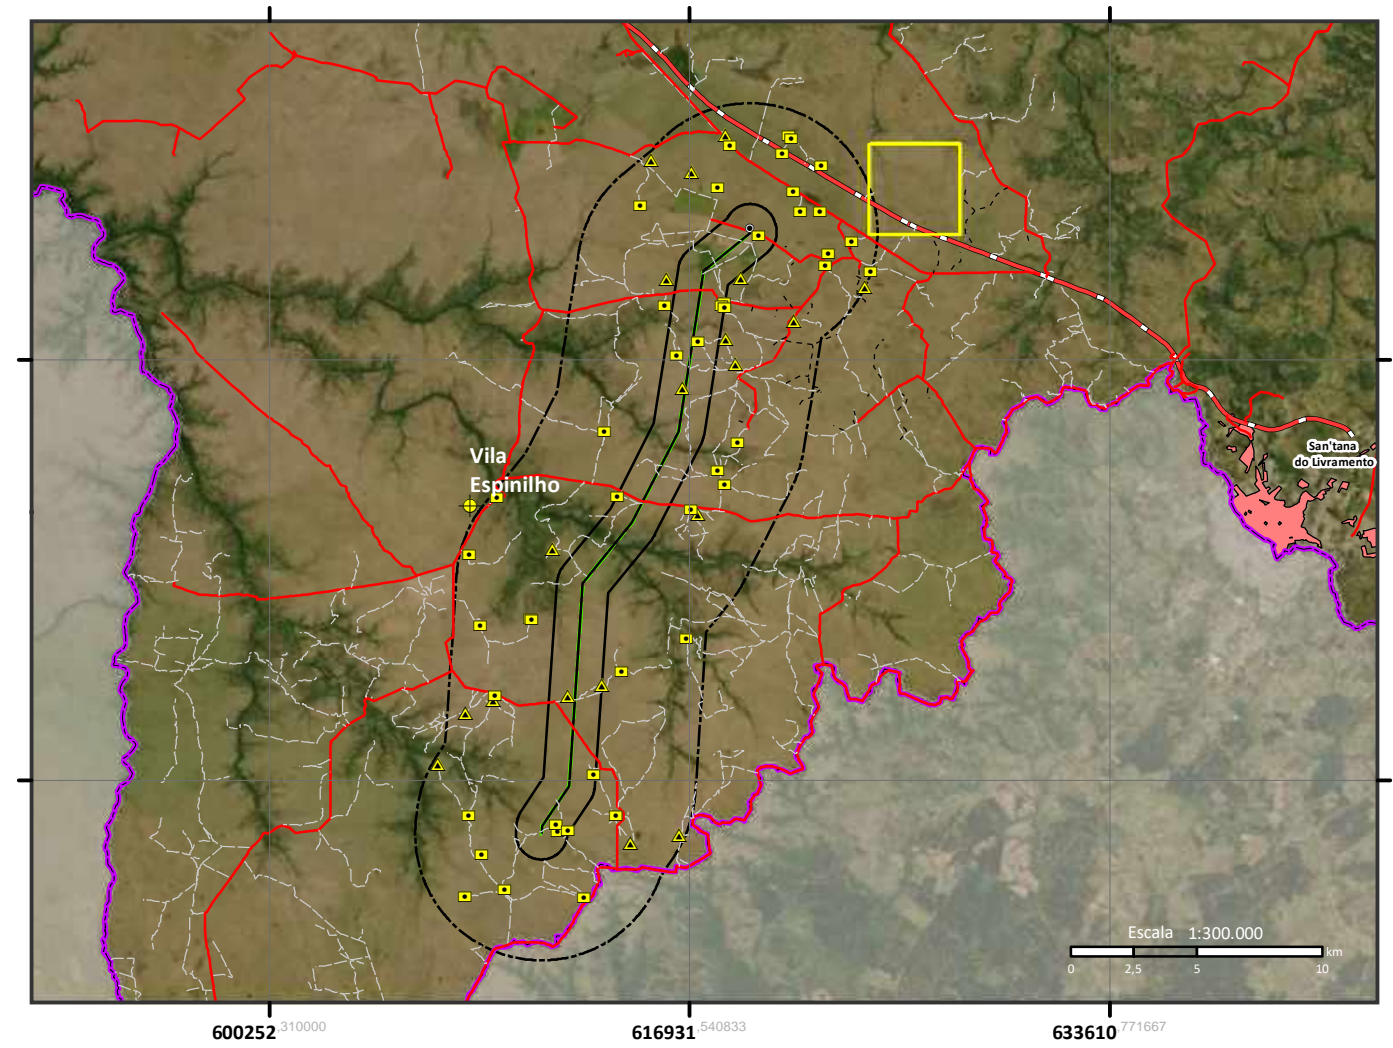 Vila
Espinilho
San'tana
do Livramento
Escala 1:300.000
km
0 2,5 5 10
600252,310000 616931,540833 633610,771667